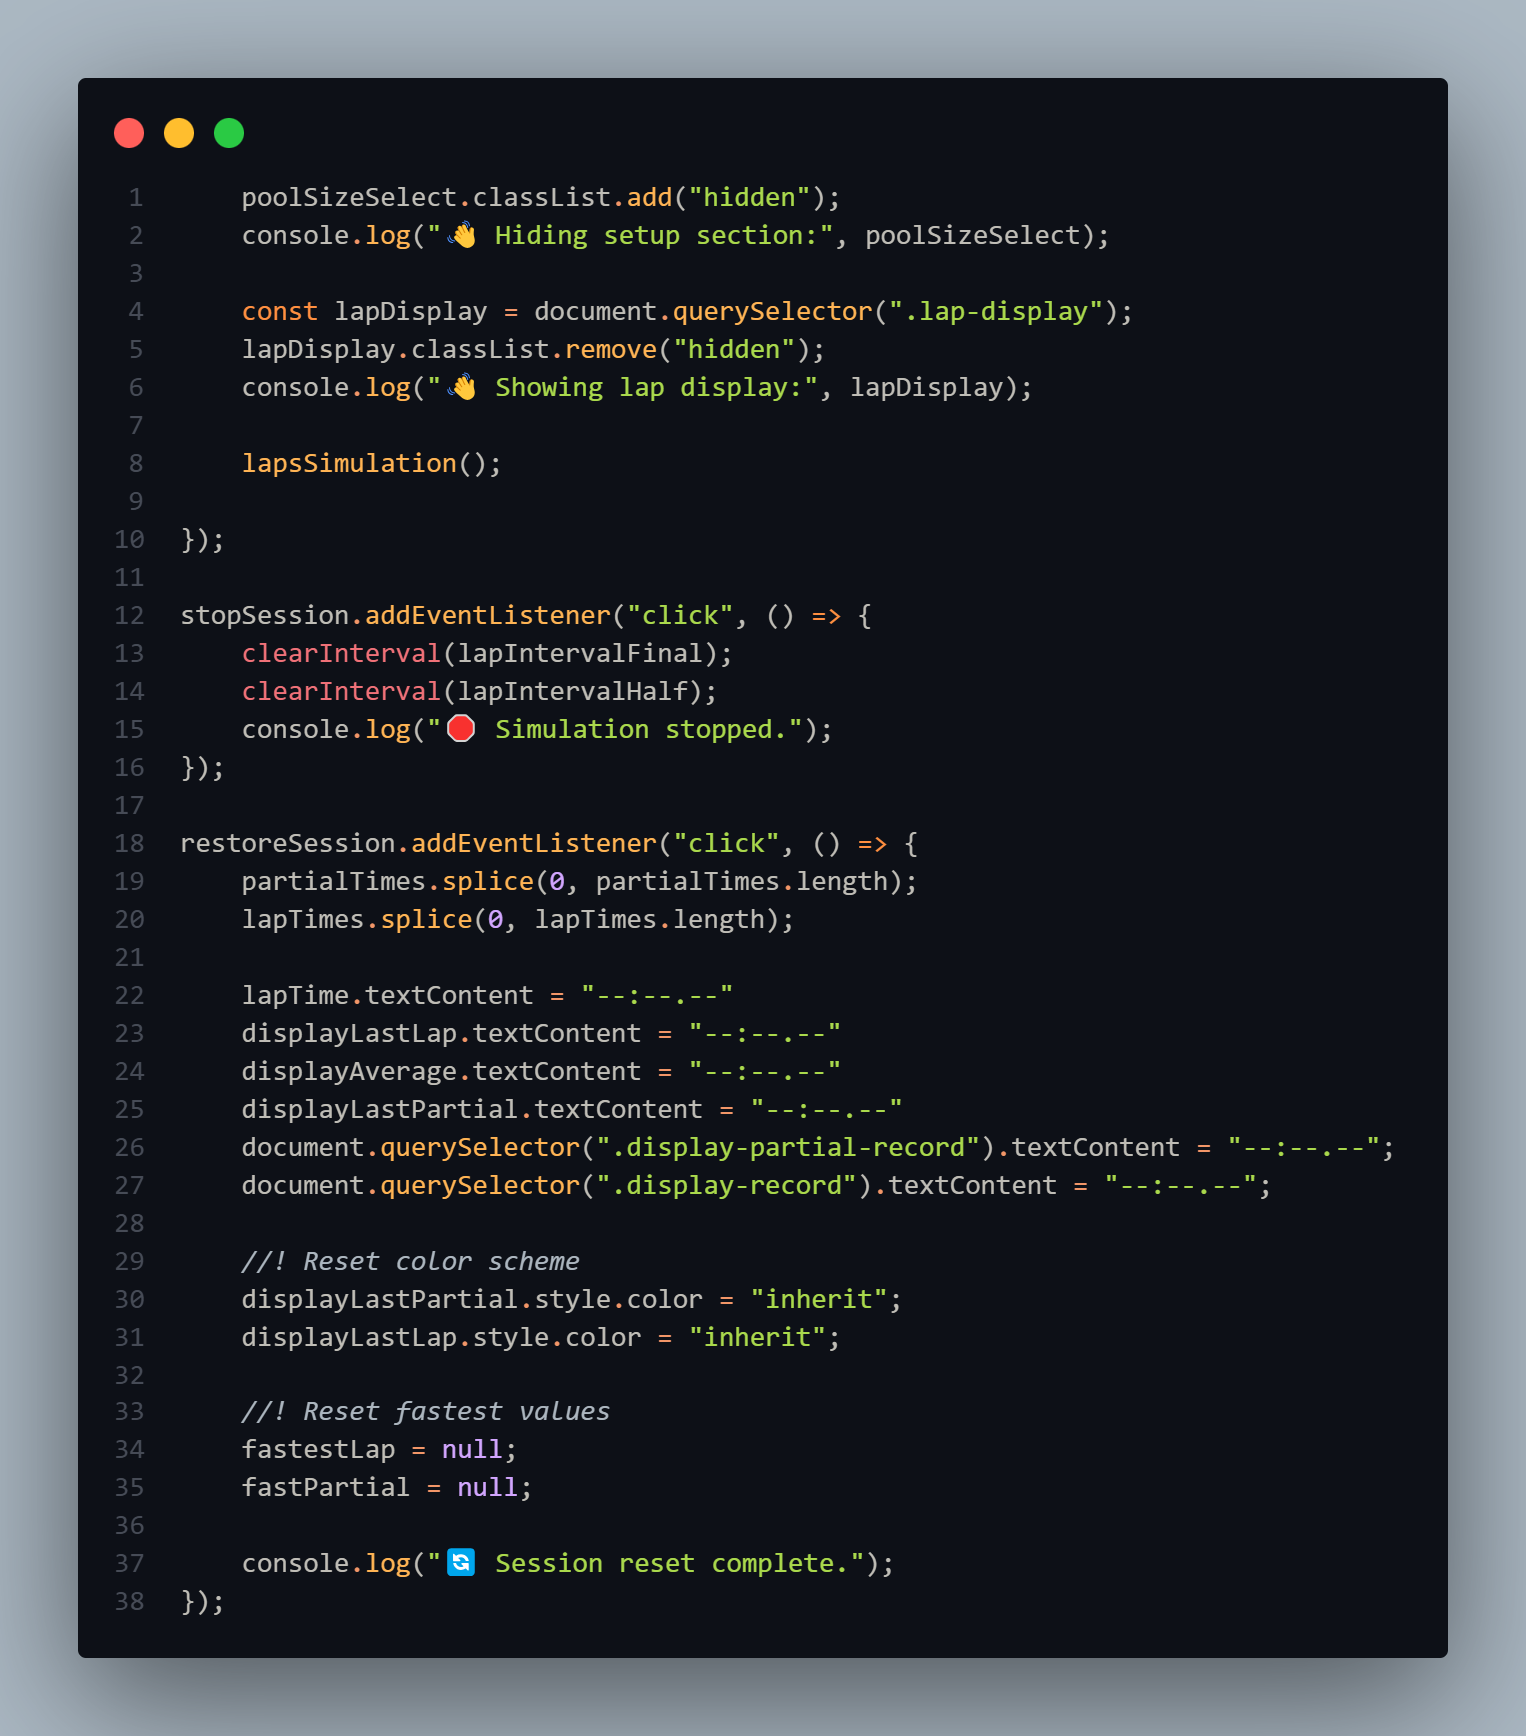 1    poolSizeSelect.classList.add("hidden");
2    console.log("👋 Hiding setup section:", poolSizeSelect);
3
4    const lapDisplay = document.querySelector(".lap-display");
5    lapDisplay.classList.remove("hidden");
6    console.log("👋 Showing lap display:", lapDisplay);
7
8    lapsSimulation();
9
10 });
11
12 stopSession.addEventListener("click", () => {
13    clearInterval(lapIntervalFinal);
14    clearInterval(lapIntervalHalf);
15    console.log("🛑 Simulation stopped.");
16 });
17
18 restoreSession.addEventListener("click", () => {
19    partialTimes.splice(0, partialTimes.length);
20    lapTimes.splice(0, lapTimes.length);
21
22    lapTime.textContent = "--:--.--"
23    displayLastLap.textContent = "--:--.--"
24    displayAverage.textContent = "--:--.--"
25    displayLastPartial.textContent = "--:--.--"
26    document.querySelector(".display-partial-record").textContent = "--:--.--";
27    document.querySelector(".display-record").textContent = "--:--.--";
28
29    //! Reset color scheme
30    displayLastPartial.style.color = "inherit";
31    displayLastLap.style.color = "inherit";
32
33    //! Reset fastest values
34    fastestLap = null;
35    fastPartial = null;
36
37    console.log("🔄 Session reset complete.");
38 });